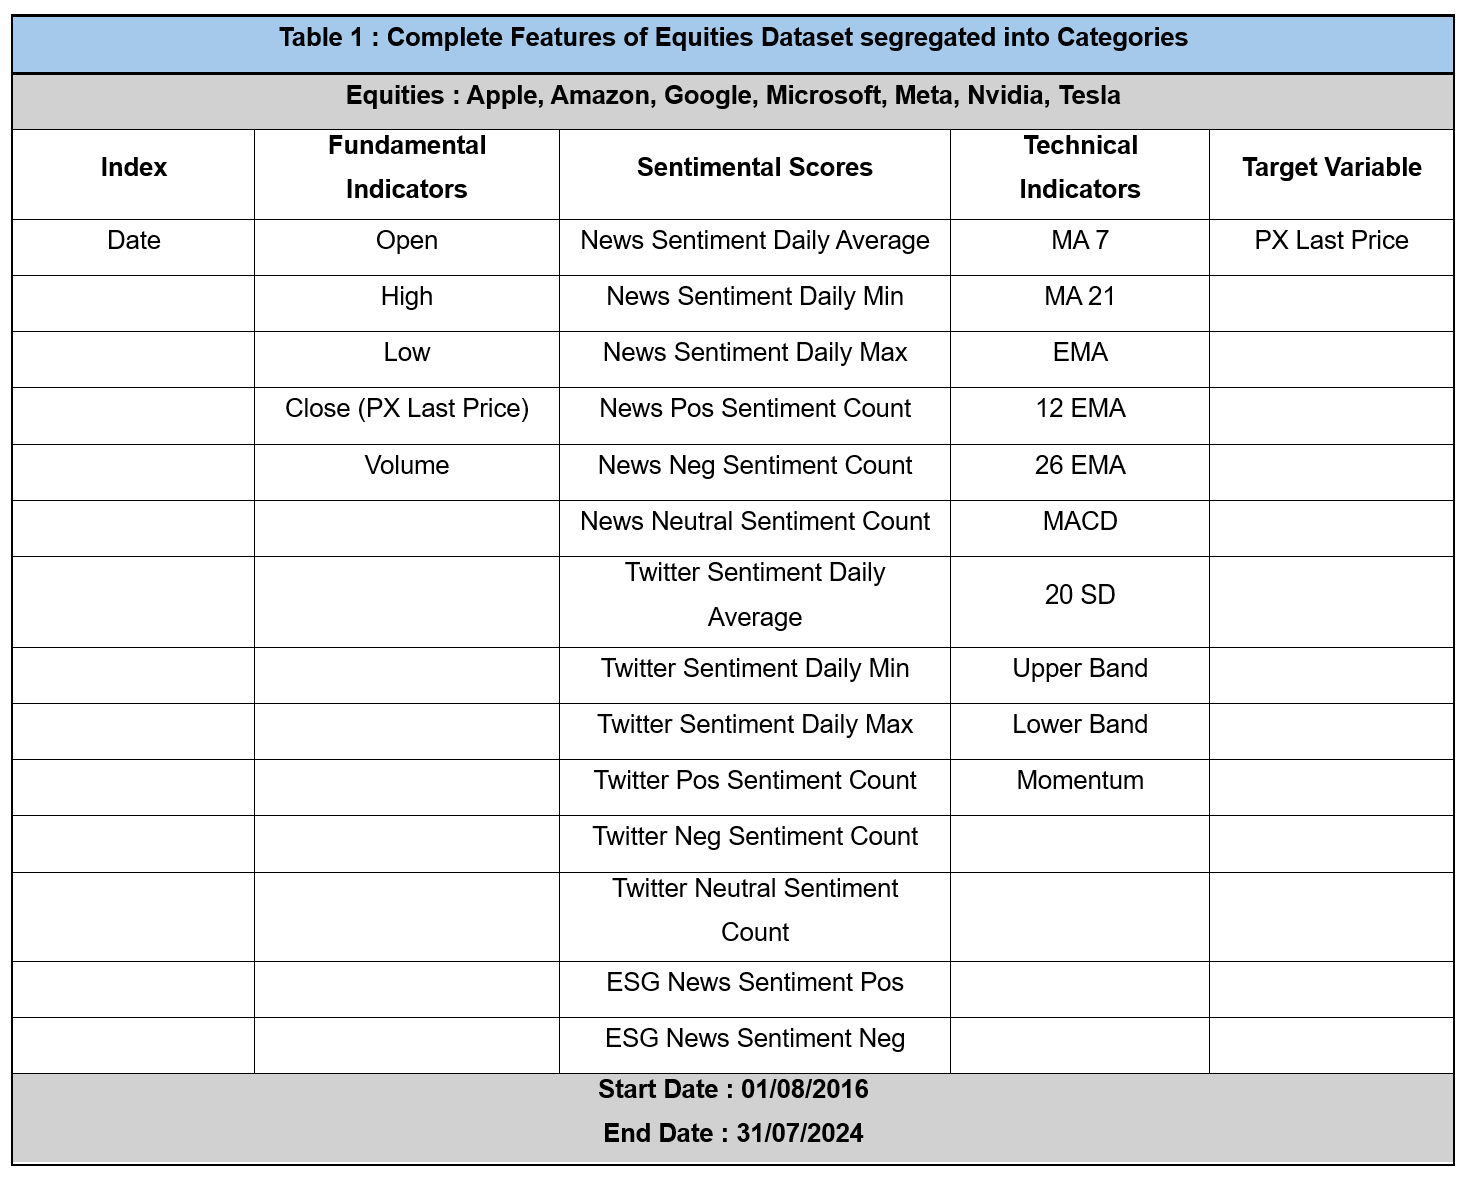 Table 1 : Complete Features of Equities Dataset segregated into Categories
Equities : Apple, Amazon, Google, Microsoft, Meta, Nvidia, Tesla
Index
Fundamental
Indicators
Sentimental Scores
Technical
Indicators
Target Variable
Date Open News Sentiment Daily Average MA 7 PX Last Price
High News Sentiment Daily Min MA 21
Low News Sentiment Daily Max EMA
Close (PX Last Price) News Pos Sentiment Count 12 EMA
Volume News Neg Sentiment Count 26 EMA
News Neutral Sentiment Count MACD
Twitter Sentiment Daily
Average
20 SD
Twitter Sentiment Daily Min Upper Band
Twitter Sentiment Daily Max Lower Band
Twitter Pos Sentiment Count Momentum
Twitter Neg Sentiment Count
Twitter Neutral Sentiment
Count
ESG News Sentiment Pos
ESG News Sentiment Neg
Start Date : 01/08/2016
End Date : 31/07/2024